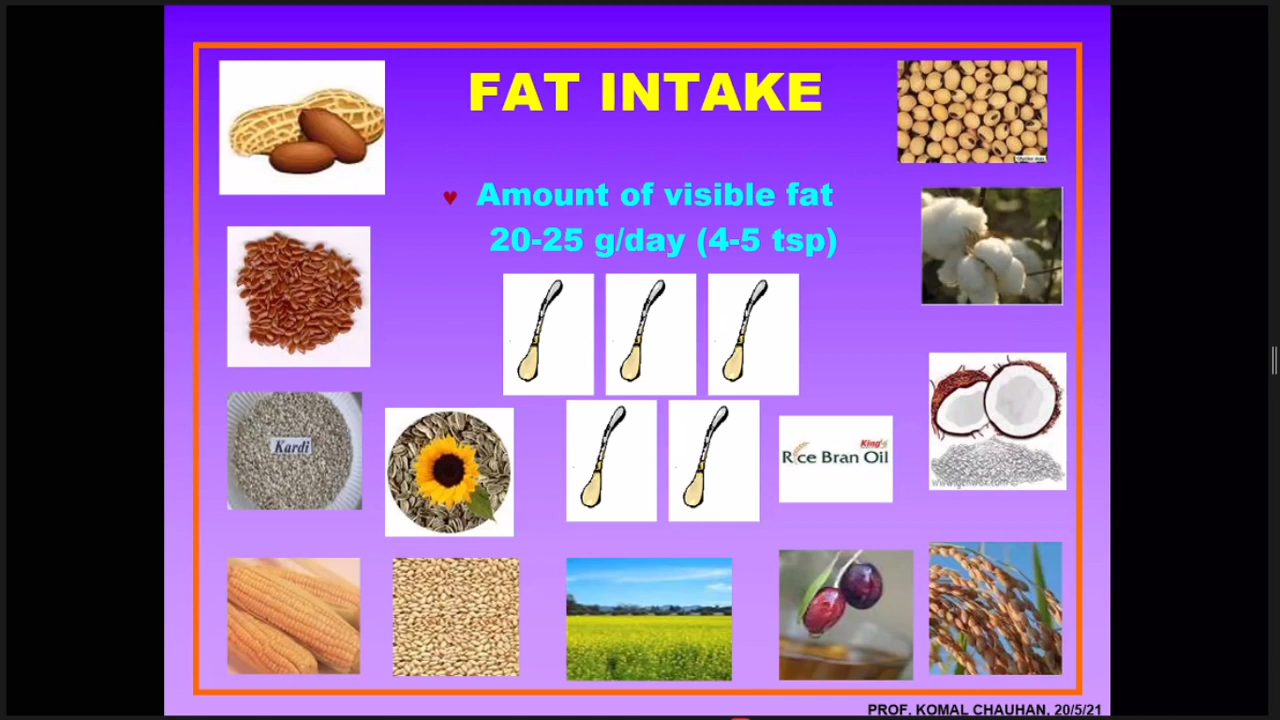 FAT INTAKE
Amount of visible fat
20-25 g/day (4-5 tsp)
Kardi
King's
Rice Bran Oil
PROF. KOMAL CHAUHAN, 20/5/21